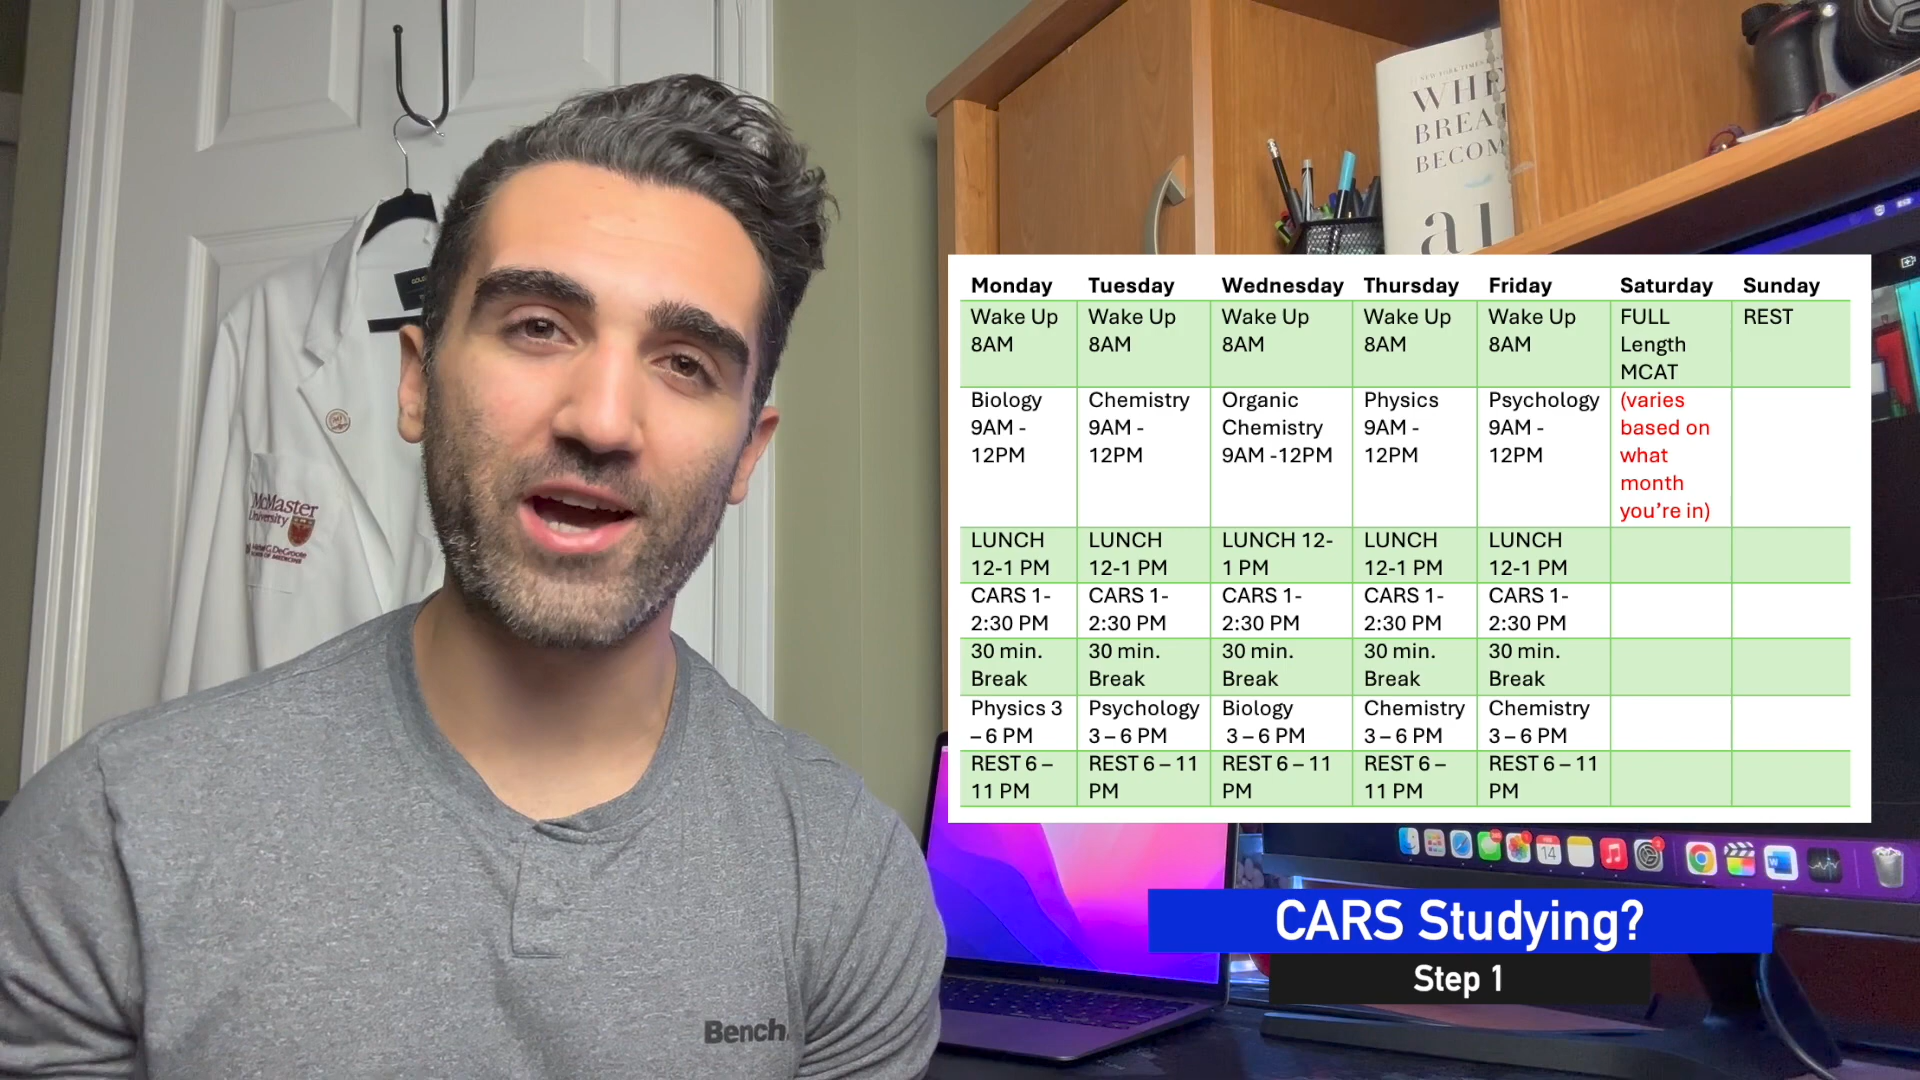 NEW YORK TIMES
WHE
BREA
BECOM
McMaster
University
Monday Tuesday Wednesday Thursday Friday Saturday Sunday
Wake Up Wake Up Wake Up Wake Up Wake Up FULL REST
8AM 8AM 8AM 8AM 8AM Length
MCAT
Biology Chemistry Organic Physics Psychology (varies
9AM - 9AM - Chemistry 9AM - 9AM - based on
12PM 12PM 9AM -12PM 12PM 12PM what
month
you're in)
LUNCH LUNCH LUNCH 12- LUNCH LUNCH
12-1 PM 12-1 PM 1 PM 12-1 PM 12-1 PM
CARS 1- CARS 1- CARS 1- CARS 1- CARS 1-
2:30 PM 2:30 PM 2:30 PM 2:30 PM 2:30 PM
30 min. 30 min. 30 min. 30 min. 30 min.
Break Break Break Break Break
Physics 3 Psychology Biology Chemistry Chemistry
– 6 PM 3 – 6 PM 3 – 6 PM 3 – 6 PM 3 – 6 PM
REST 6 – REST 6 – 11 REST 6 – 11 REST 6 – REST 6 – 11
11 PM PM PM 11 PM PM
14
CARS Studying?
Step 1
Bench.